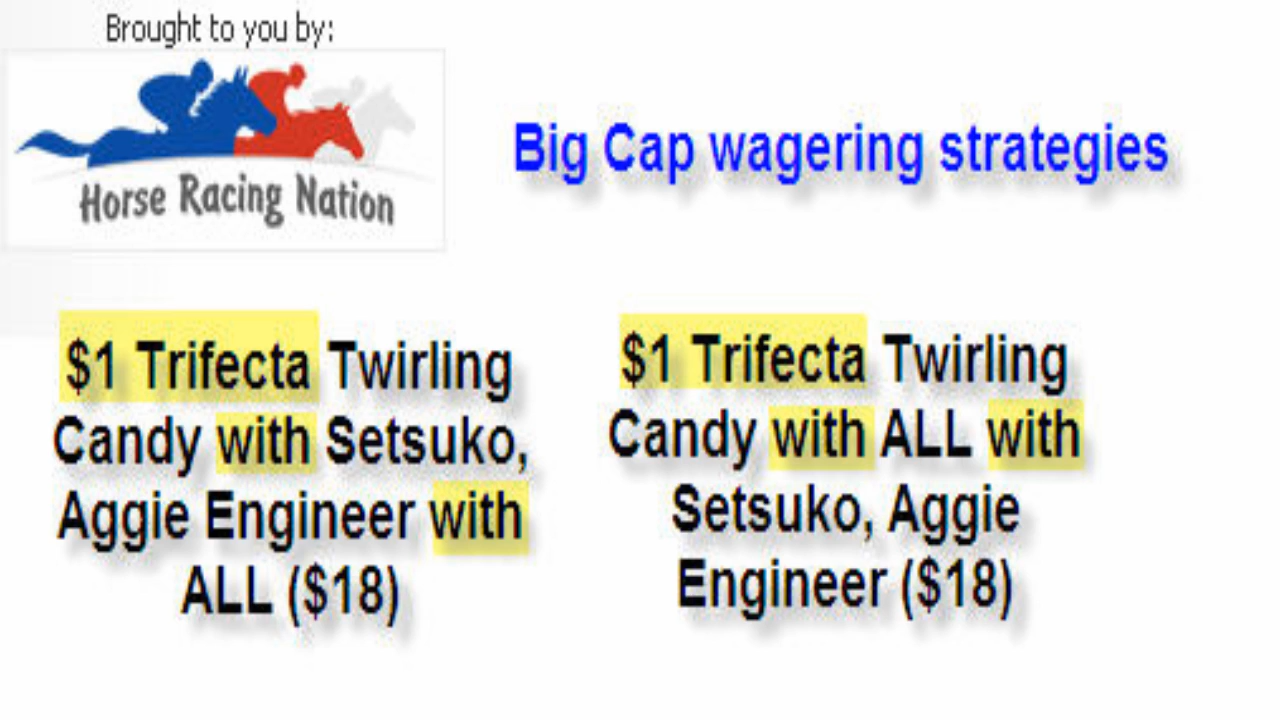 Brought to you by:
Horse Racing Nation
Big Cap wagering strategies
$1 Trifecta Twirling
Candy with Setsuko,
Aggie Engineer with
ALL ($18)
$1 Trifecta Twirling
Candy with ALL with
Setsuko, Aggie
Engineer ($18)